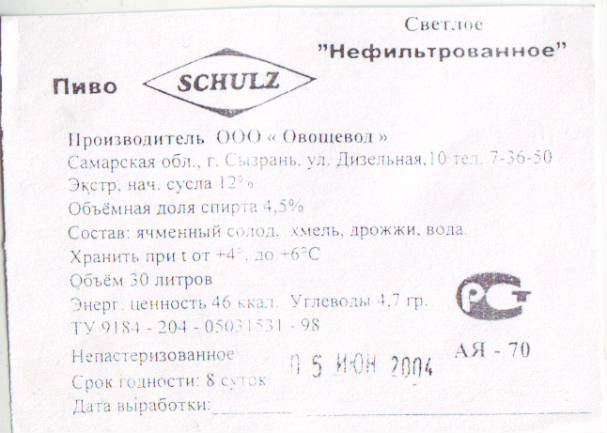 Светлое
"Нефильтрованное"
Пиво SCHULZ
Производитель ООО « Овощевод »
Самарская обл., г. Сызрань, ул. Дизельная,10 тел. 7-36-50
Экстр. нач. сусла 12%
Объёмная доля спирта 4,5%
Состав: ячменный солод, хмель, дрожжи, вода.
Хранить при t от +4°, до +6°С
Объём 30 литров
Энерг. ценность 46 ккал. Углеводы 4,7 гр.
ТУ 9184 - 204 - 05031531 - 98
РСТ
АЯ - 70
Непастеризованное
05 ИЮН 2004
Срок годности: 8 суток
Дата выработки: